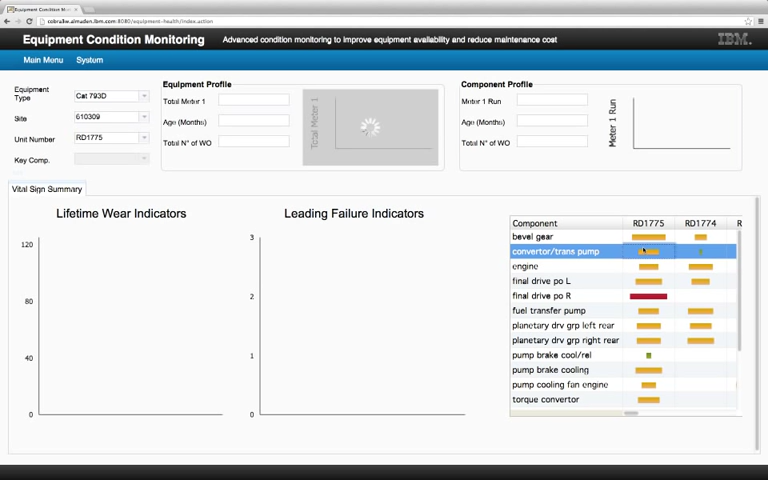 Equipment Condition Mon
cobra3w.almaden.ibm.com:8080/equipment-health/index.action
Equipment Condition Monitoring
Advanced condition monitoring to improve equipment availability and reduce maintenance cost
IBM.
Main Menu System
Equipment Type
Cat 793D
Site
610309
Unit Number
RD1775
Key Comp.
Equipment Profile
Total Meter 1
Age (Months)
Total N° of WO
Total Meter 1
Component Profile
Meter 1 Run
Age (Months)
Total N° of WO
Meter 1 Run
Vital Sign Summary
Lifetime Wear Indicators
120
80
40
0
Leading Failure Indicators
3
2
1
0
Component RD1775 RD1774 R
bevel gear
convertor/trans pump
engine
final drive po L
final drive po R
fuel transfer pump
planetary drv grp left rear
planetary drv grp right rear
pump brake cool/rel
pump brake cooling
pump cooling fan engine
torque convertor